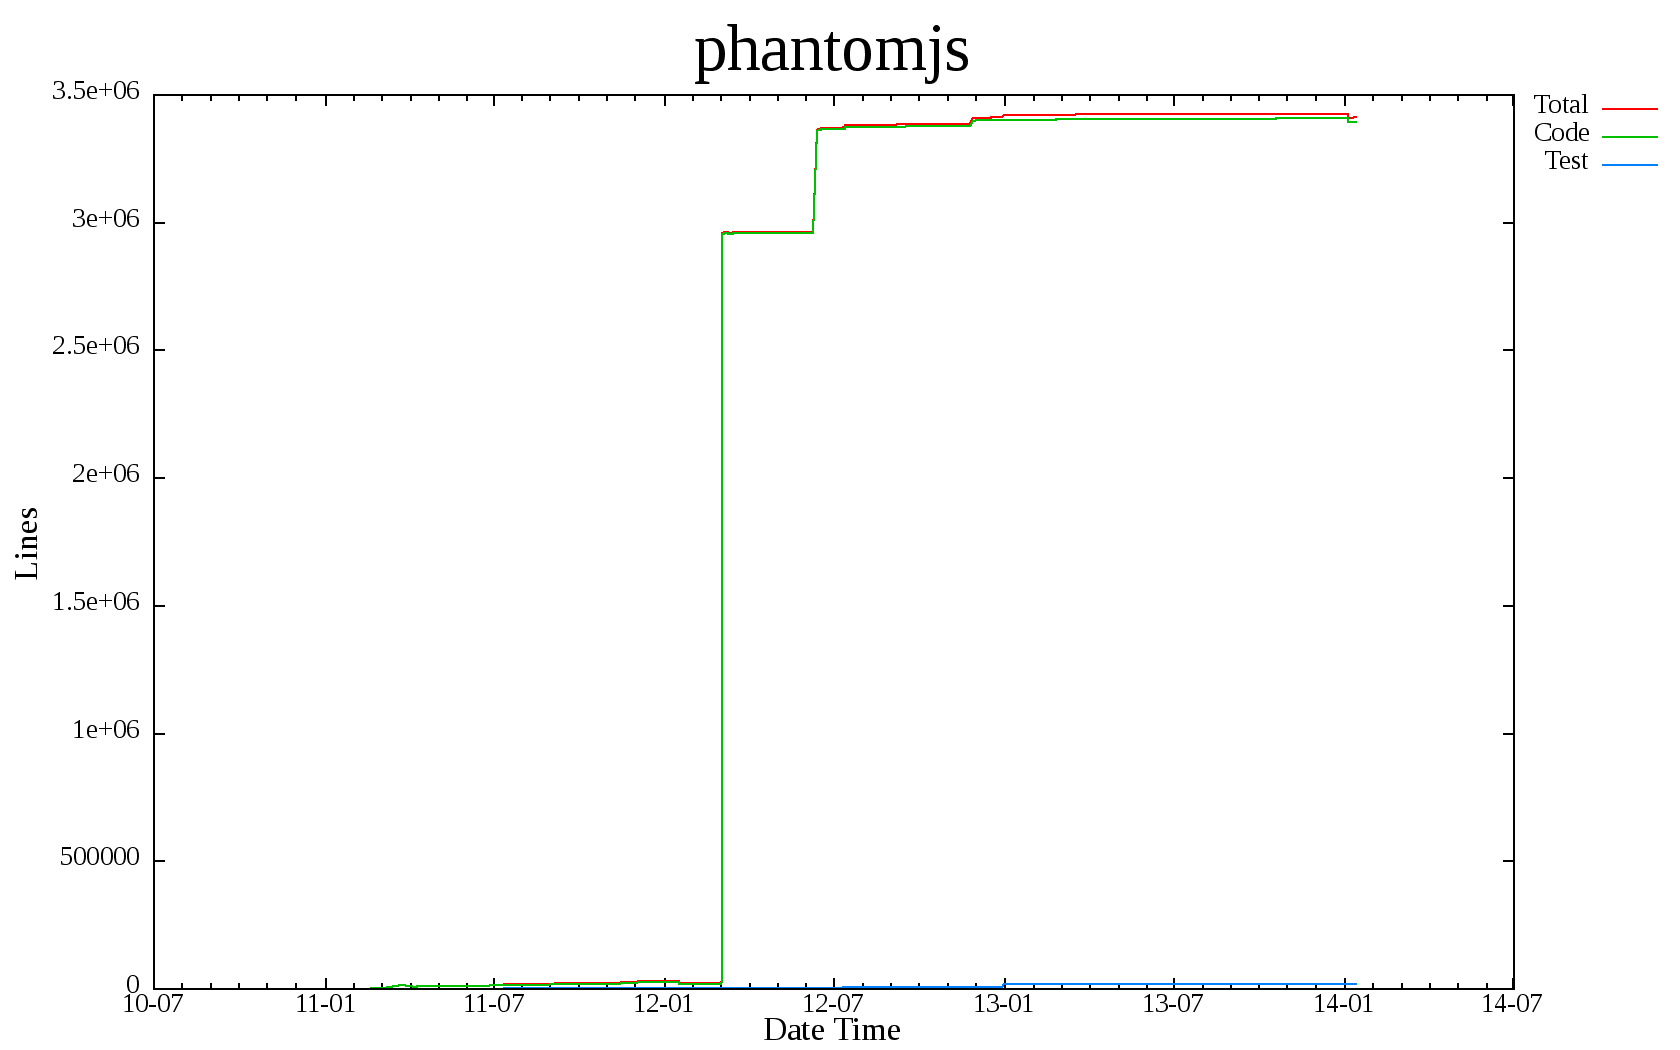 phantomjs
3.5e+06
3e+06
2.5e+06
2e+06
1.5e+06
1e+06
500000
0
Lines
10-07 11-01 11-07 12-01 12-07 13-01 13-07 14-01 14-07
Date Time
Total
Code
Test